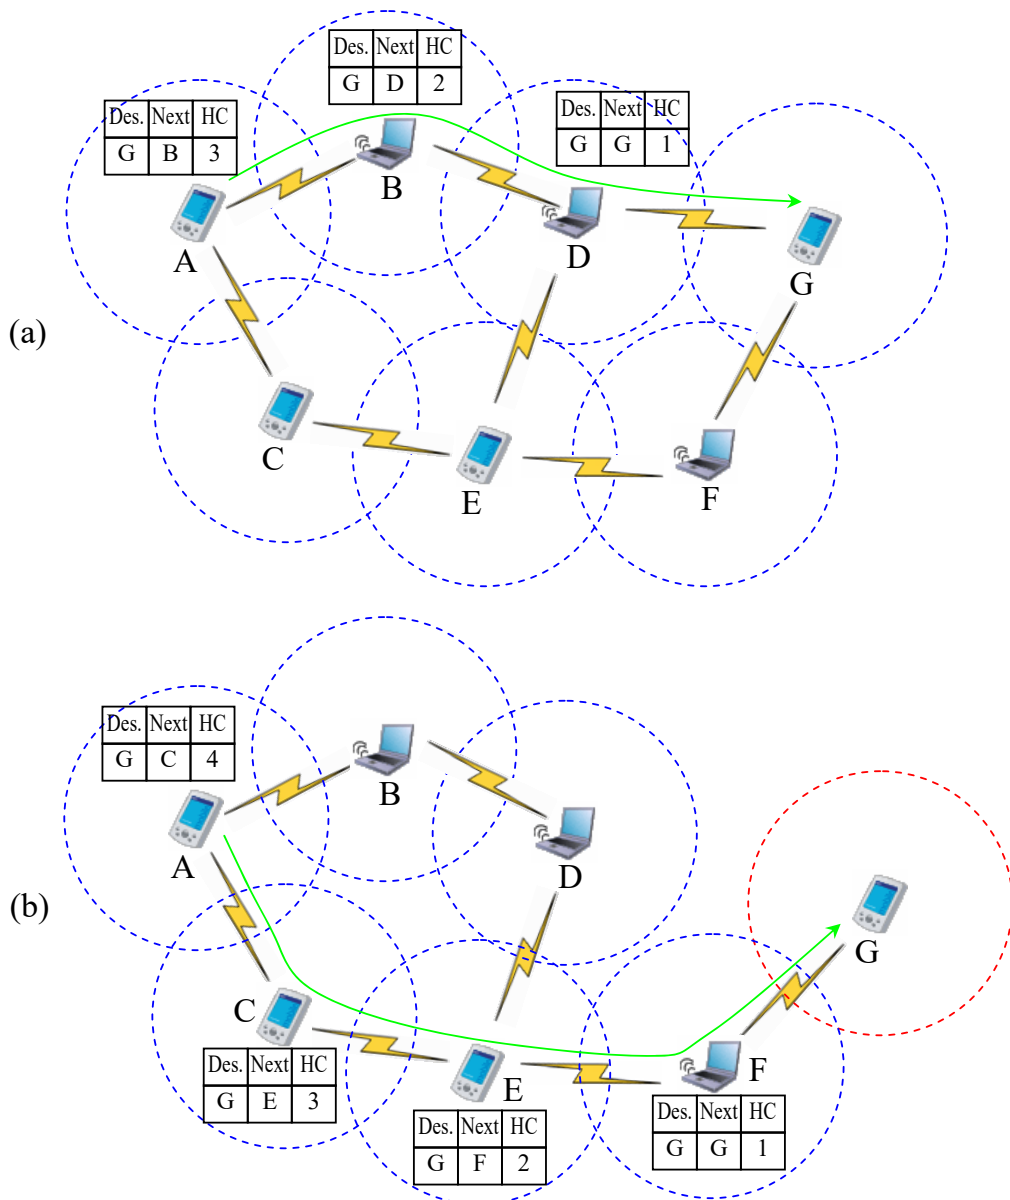 Des. Next HC
G D 2
Des. Next HC
G B 3
Des. Next HC
G G 1
B
A
D
G
(a)
C
E
F
Des. Next HC
G C 4
B
A
D
(b)
G
C
E
F
Des. Next HC
G E 3
Des. Next HC
G F 2
Des. Next HC
G G 1